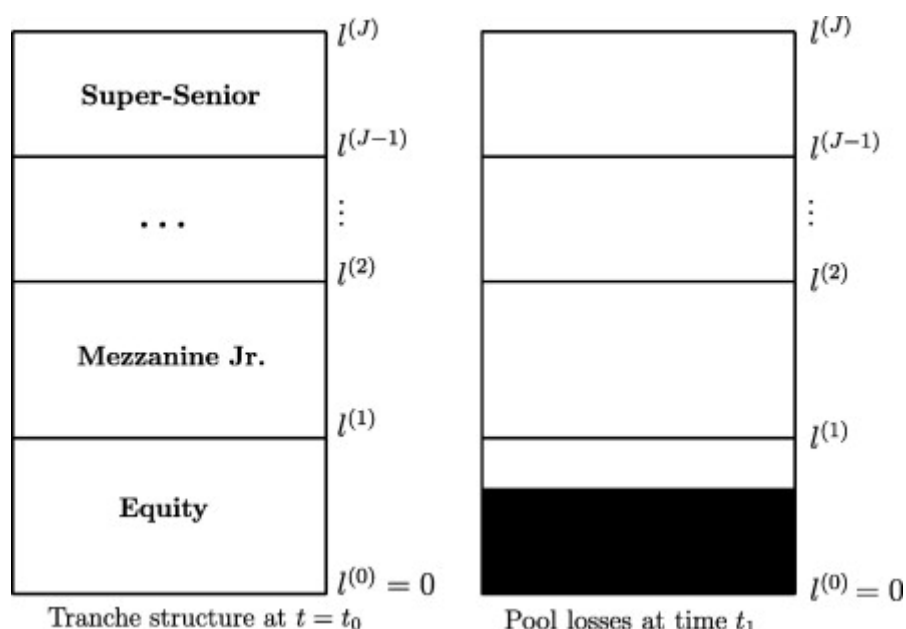 l^{(J)}
Super-Senior
l^{(J-1)}
...
⋮
l^{(2)}
Mezzanine Jr.
l^{(1)}
Equity
l^{(0)} = 0
Tranche structure at t = t_0
l^{(J)}
l^{(J-1)}
⋮
l^{(2)}
l^{(1)}
l^{(0)} = 0
Pool losses at time t_1